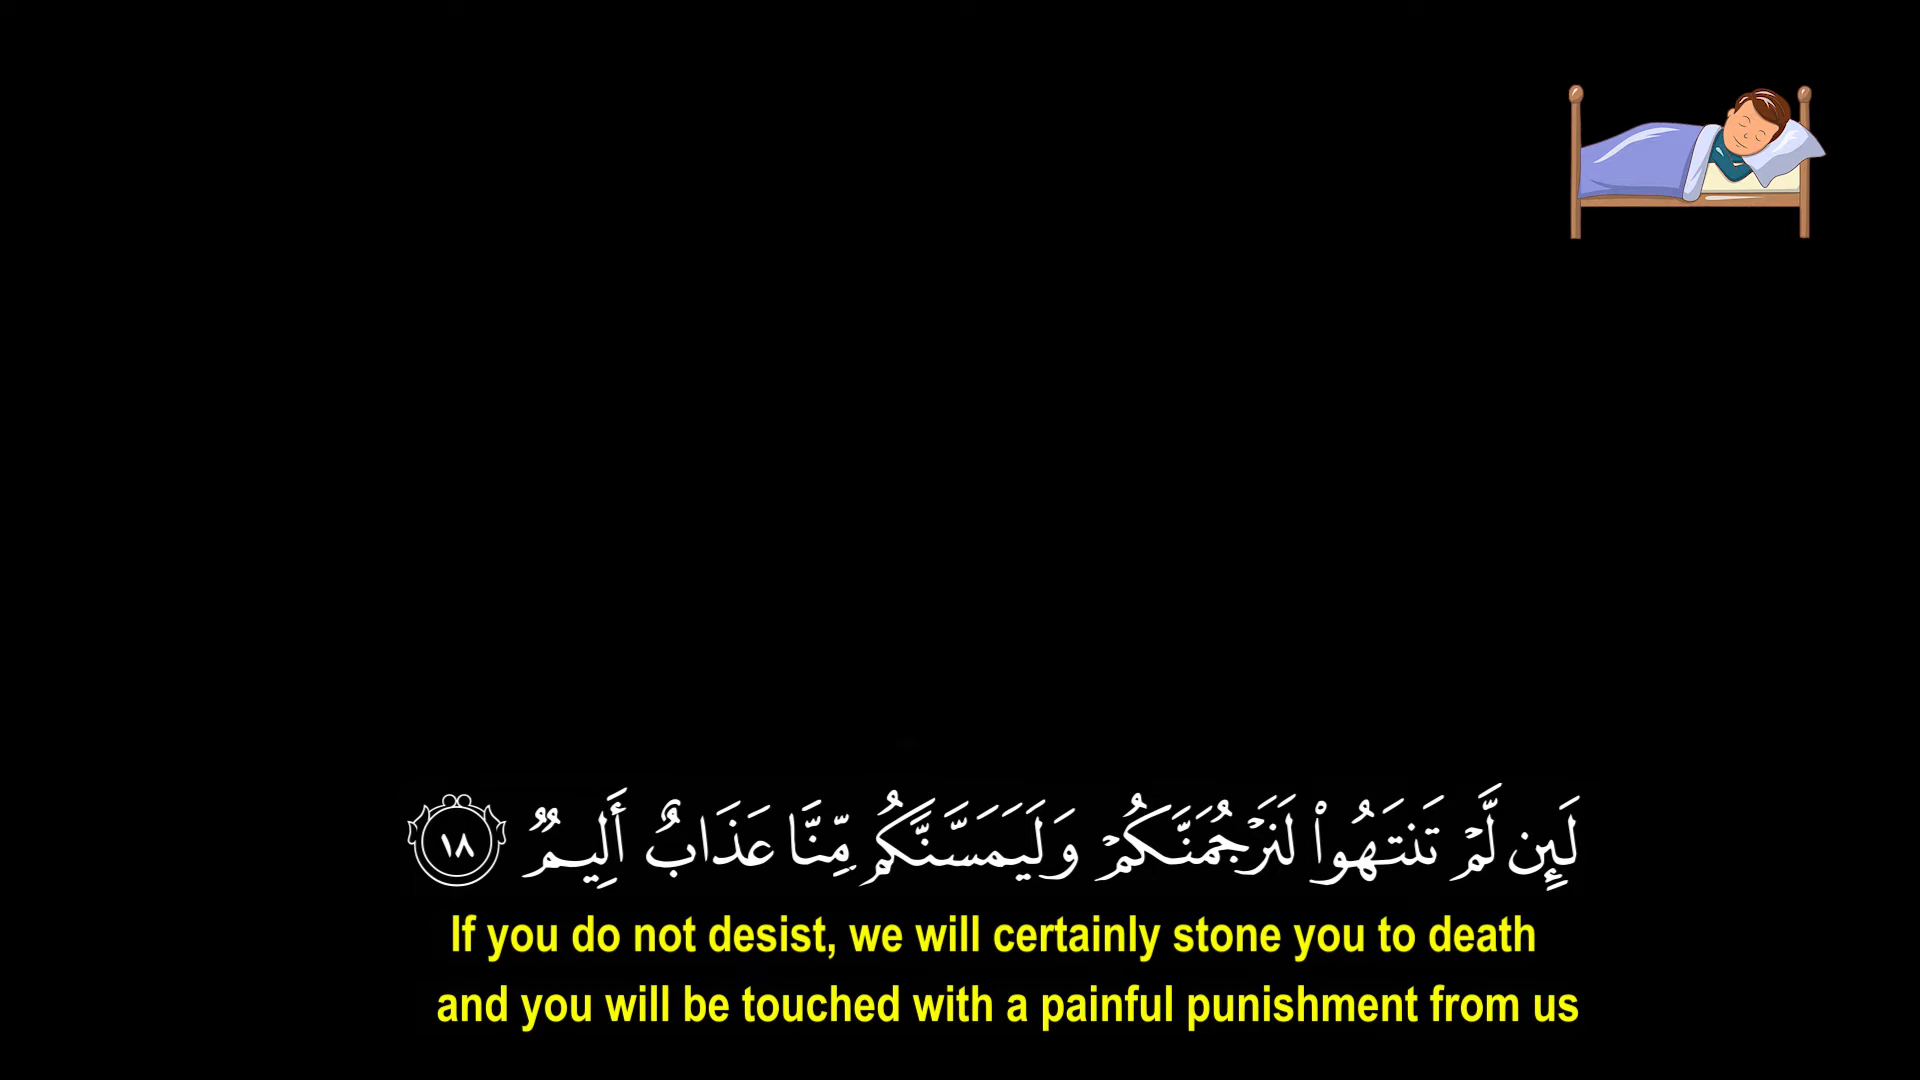 لَئِن لَّمْ تَنتَهُوا۟ لَنَرْجُمَنَّكُمْ وَلَيَمَسَّنَّكُم مِّنَّا عَذَابٌ أَلِيمٌ ١٨
If you do not desist, we will certainly stone you to death
and you will be touched with a painful punishment from us